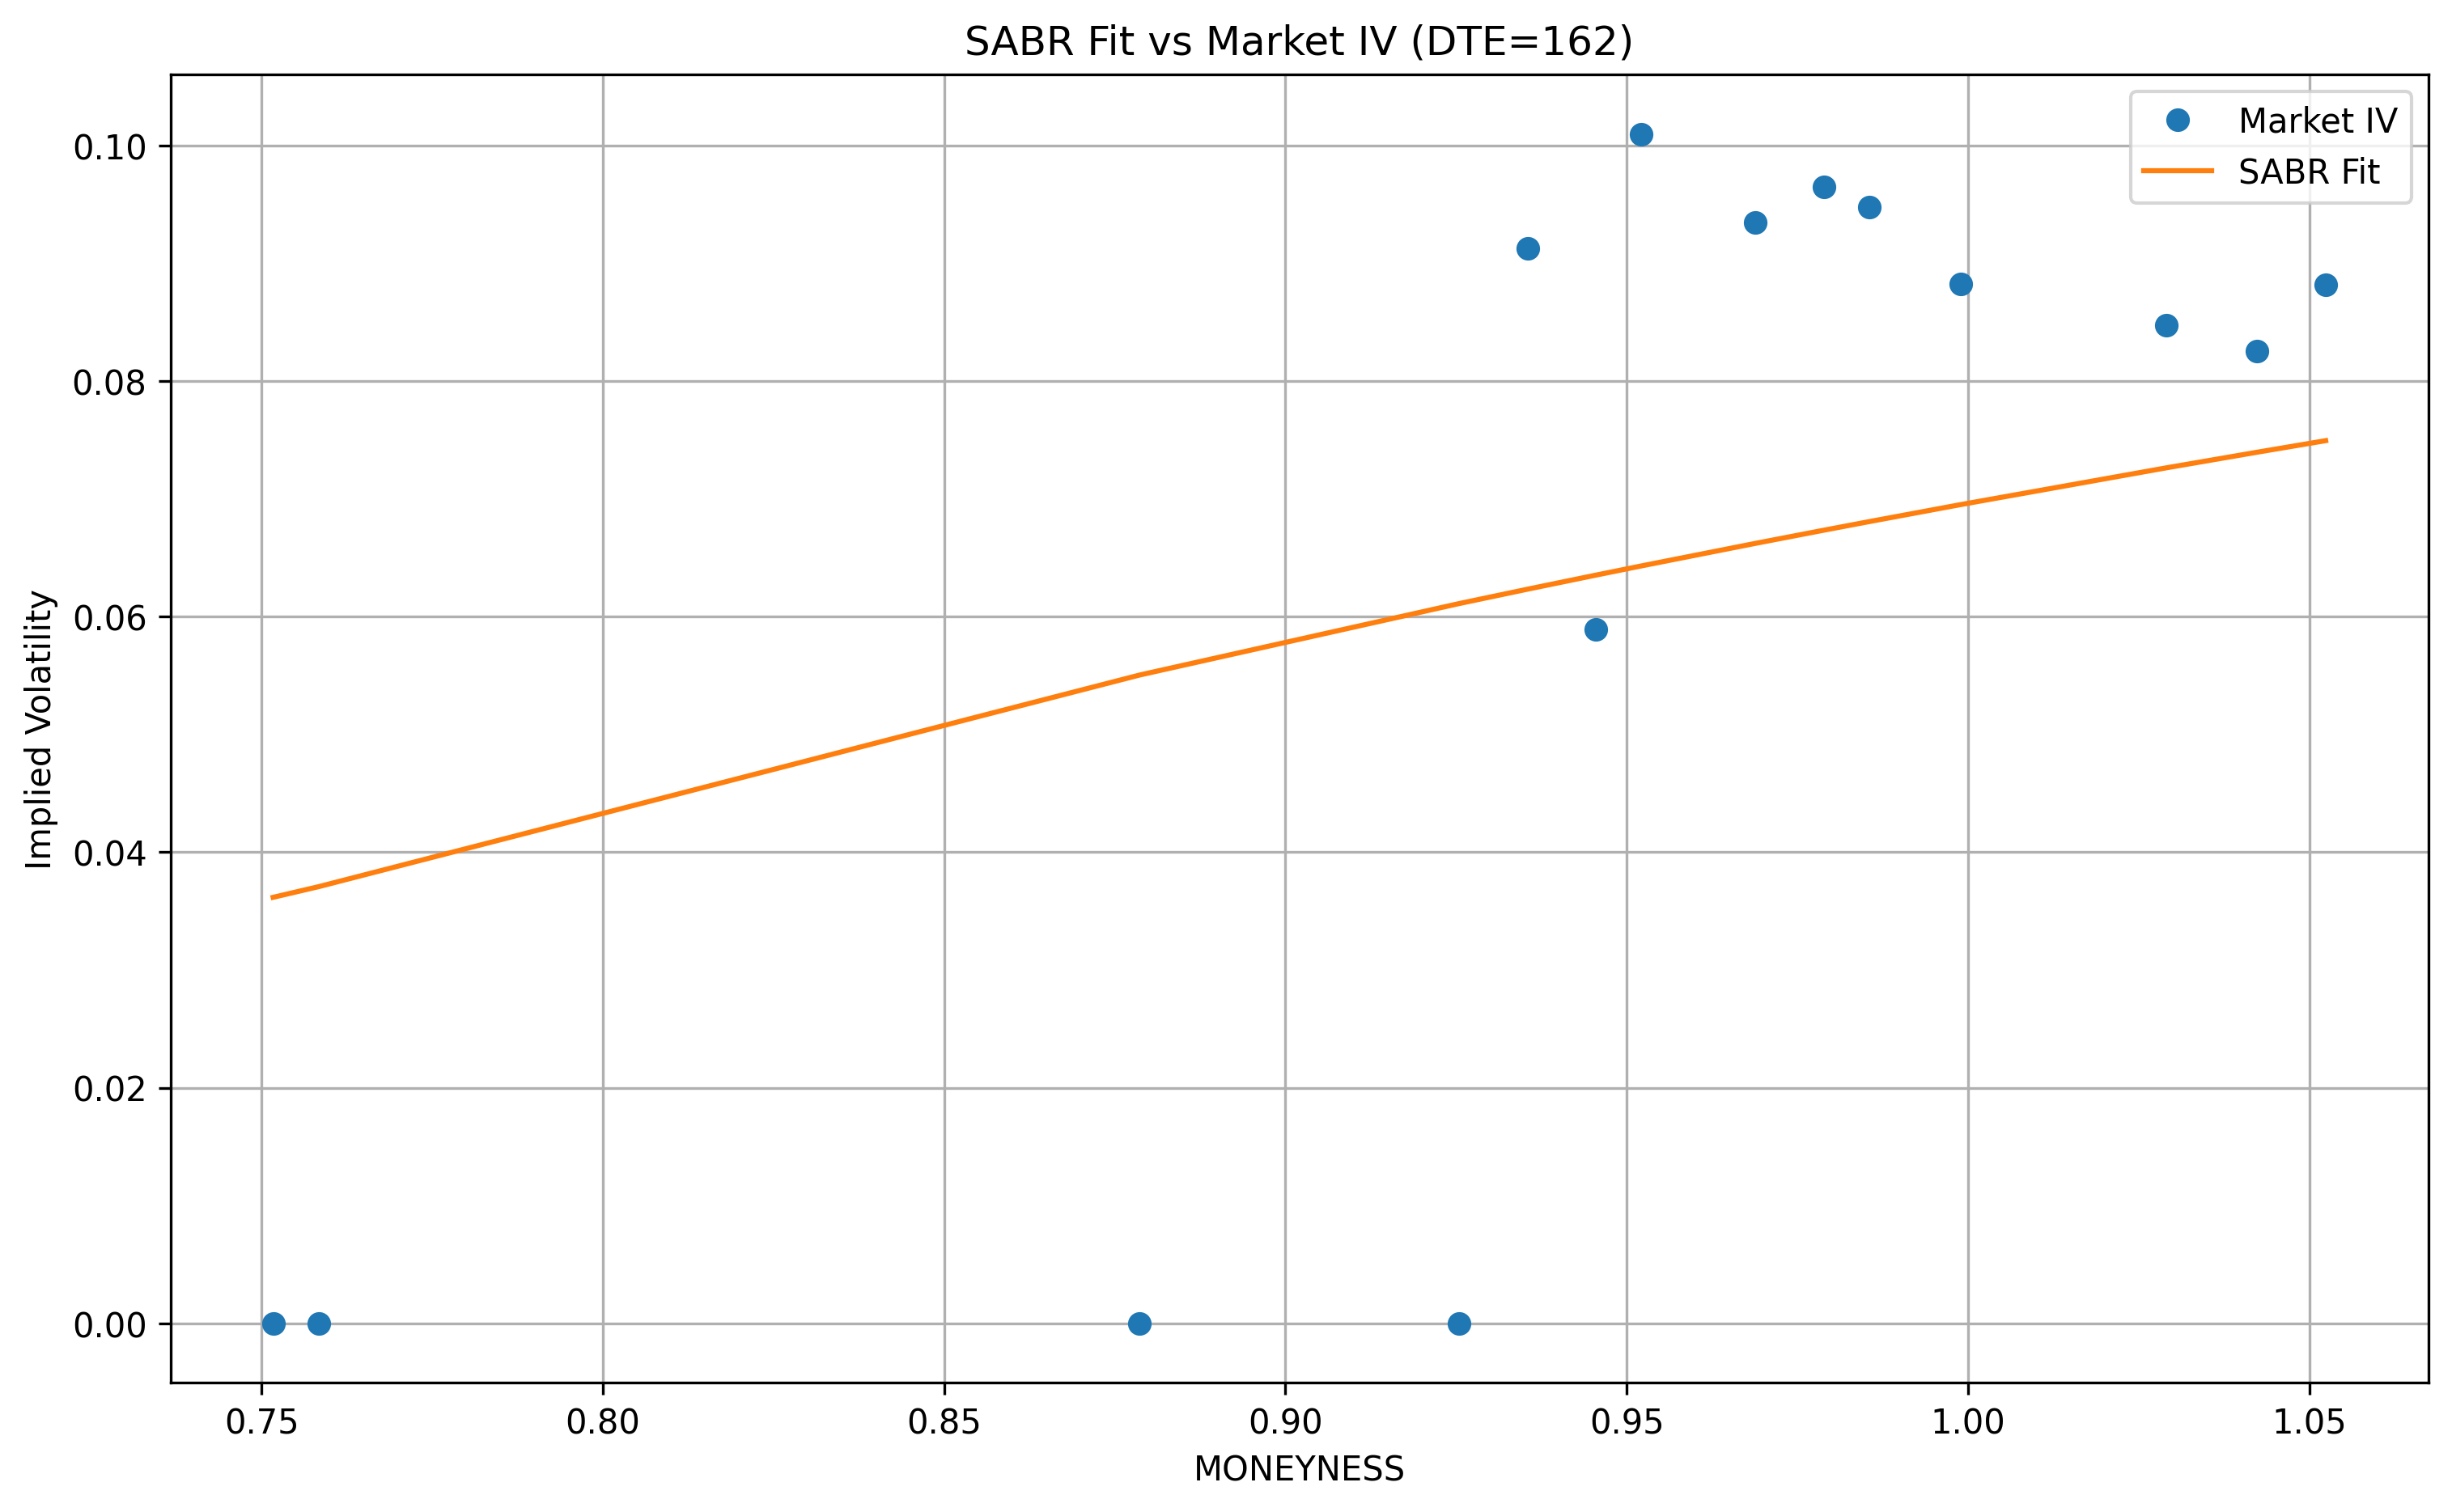 SABR Fit vs Market IV (DTE=162)
Market IV
SABR Fit
Implied Volatility
0.10
0.08
0.06
0.04
0.02
0.00
0.75 0.80 0.85 0.90 0.95 1.00 1.05
MONEYNESS